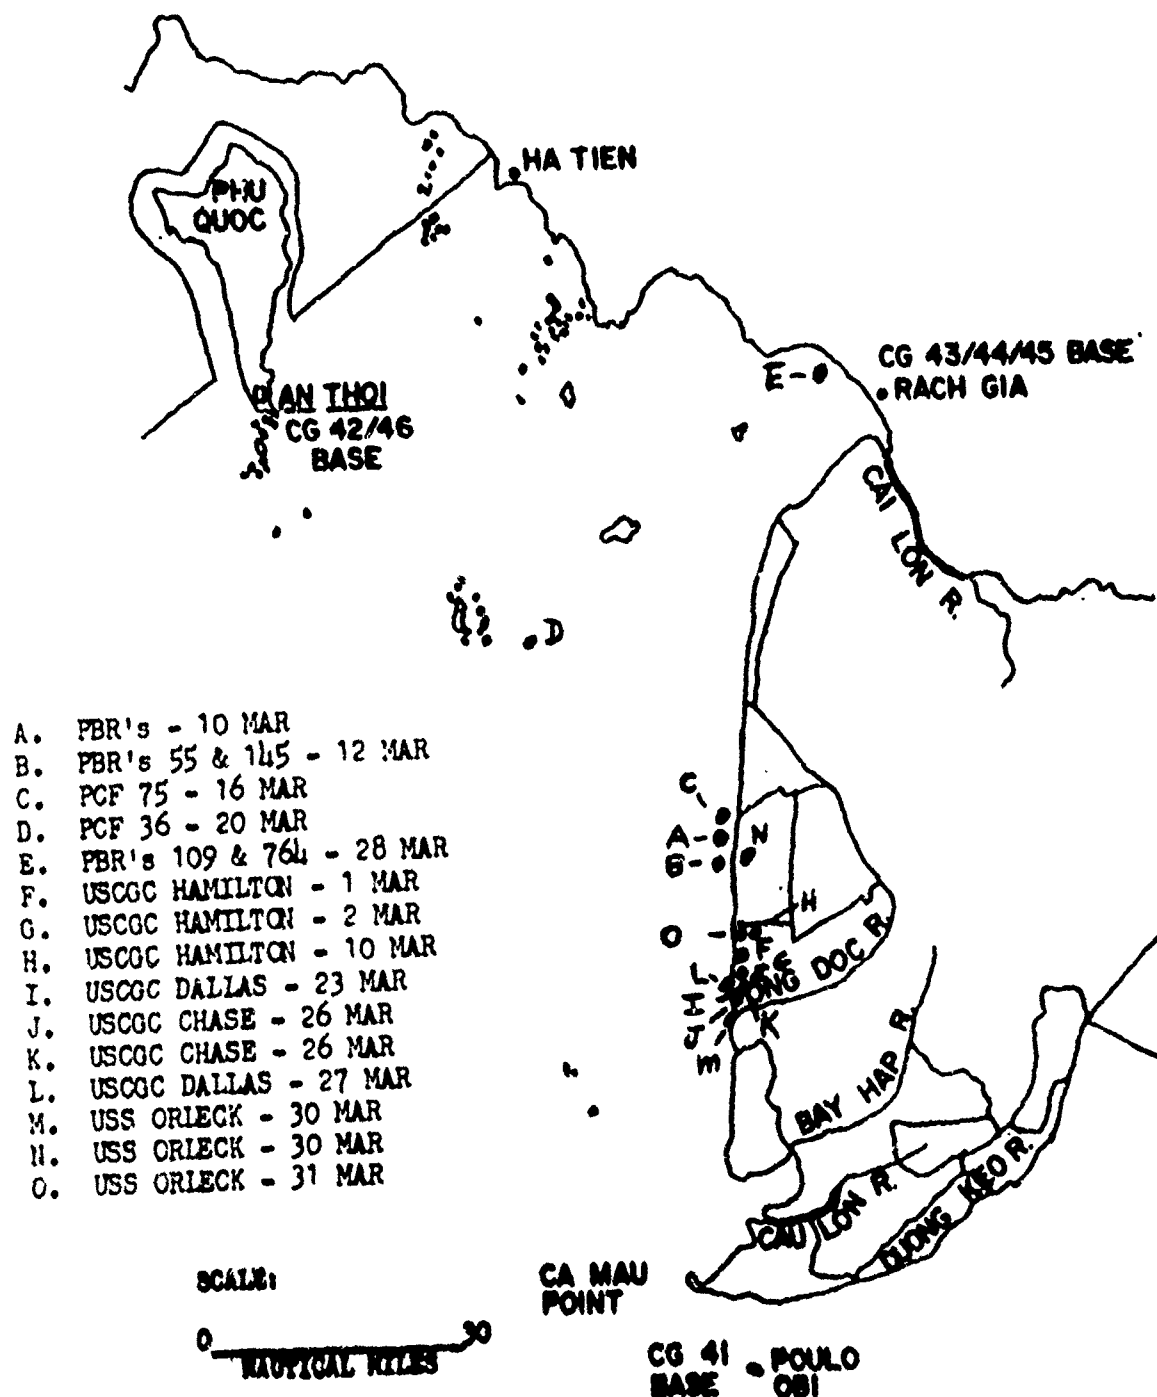 HA TIEN
PHU
QUOC
CG 43/44/45 BASE
E-
RACH GIA
AN THOI
CG 42/46
BASE
CAI LON R.
D
A. PBR's - 10 MAR
B. PBR's 55 & 145 - 12 MAR
C. PCF 75 - 16 MAR
D. PCF 36 - 20 MAR
E. PBR's 109 & 764 - 28 MAR
F. USCGC HAMILTON - 1 MAR
G. USCGC HAMILTON - 2 MAR
H. USCGC HAMILTON - 10 MAR
I. USCGC DALLAS - 23 MAR
J. USCGC CHASE - 26 MAR
K. USCGC CHASE - 26 MAR
L. USCGC DALLAS - 27 MAR
M. USS ORLECK - 30 MAR
N. USS ORLECK - 30 MAR
O. USS ORLECK - 31 MAR
C
A-
N
B-
H
O -
F
L
DOC R.
I
J
K
M
BAY HAP R.
CAU LON R.
DUONG KEO R.
SCALE:
0 30
NAUTICAL MILES
CA MAU
POINT
CG 41
BASE
POULO
OBI